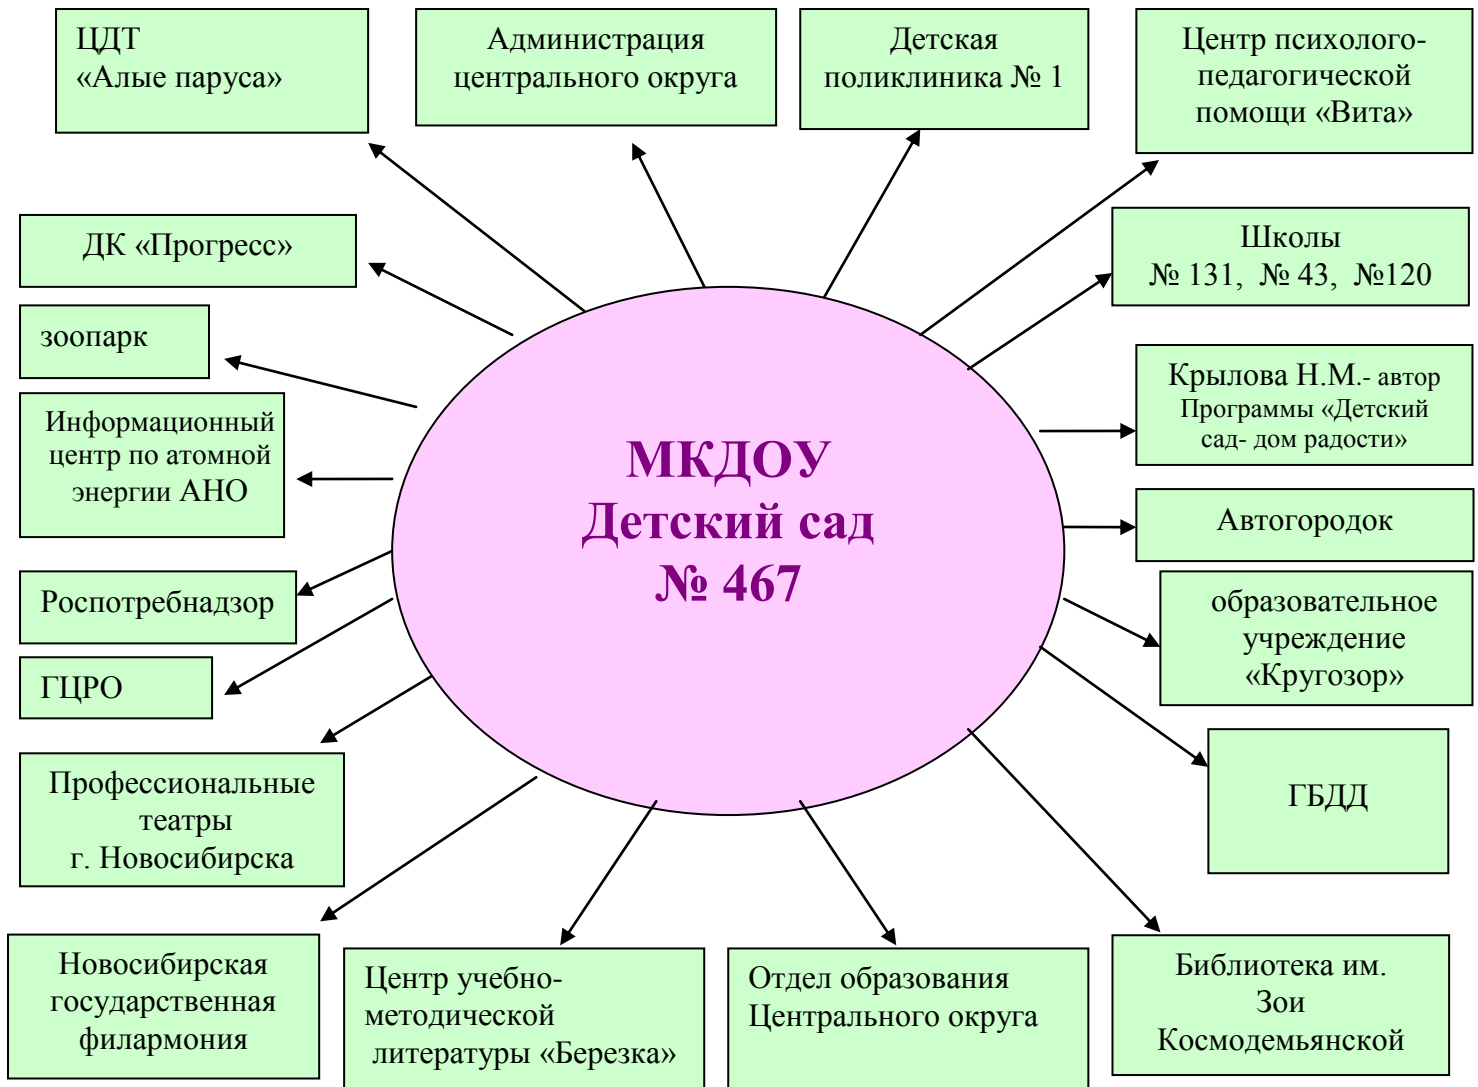 ЦДТ
«Алые паруса»
Администрация
центрального округа
Детская
поликлиника № 1
Центр психолого-
педагогической
помощи «Вита»
ДК «Прогресс»
Школы
№ 131, № 43, №120
зоопарк
Крылова Н.М.- автор
Программы «Детский
сад- дом радости»
Информационный
центр по атомной
энергии АНО
МКДОУ
Детский сад
№ 467
Автогородок
Роспотребнадзор
образовательное
учреждение
«Кругозор»
ГЦРО
Профессиональные
театры
г. Новосибирска
ГБДД
Новосибирская
государственная
филармония
Центр учебно-
методической
литературы «Березка»
Отдел образования
Центрального округа
Библиотека им.
Зои
Космодемьянской